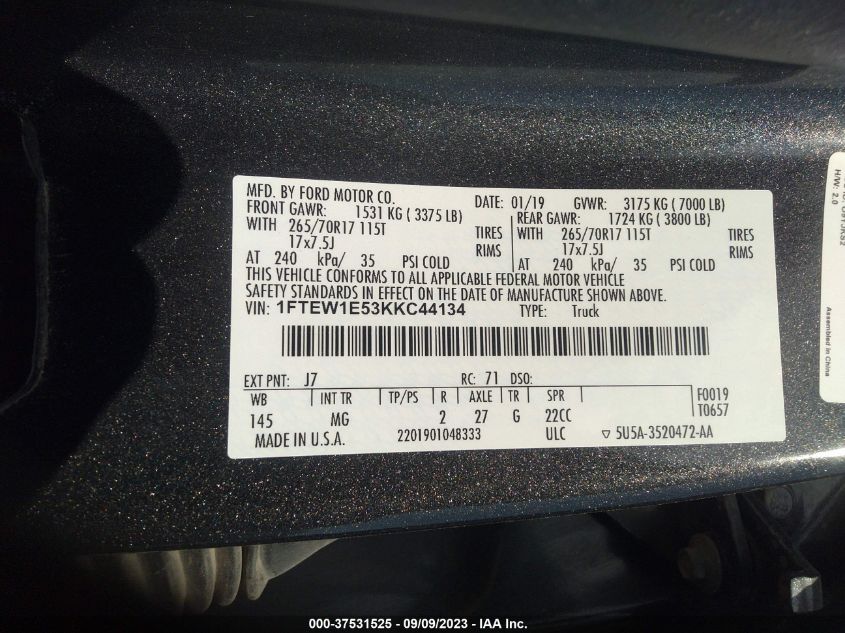 MFD. BY FORD MOTOR CO. DATE: 01/19 GVWR: 3175 KG ( 7000 LB)
FRONT GAWR: 1531 KG ( 3375 LB) REAR GAWR: 1724 KG ( 3800 LB)
WITH 265/70R17 115T TIRES WITH 265/70R17 115T TIRES
17x7.5J RIMS 17x7.5J RIMS
AT 240 kPa/ 35 PSI COLD AT 240 kPa/ 35 PSI COLD
THIS VEHICLE CONFORMS TO ALL APPLICABLE FEDERAL MOTOR VEHICLE
SAFETY STANDARDS IN EFFECT ON THE DATE OF MANUFACTURE SHOWN ABOVE.
VIN: 1FTEW1E53KKC44134 TYPE: Truck
EXT PNT: J7 RC: 71 DSO:
WB INT TR TP/PS R AXLE TR SPR F0019
145 MG 2 27 G 22CC T0657
MADE IN U.S.A. 2201901048333 ULC ▽ 5U5A-3520472-AA
H/W: 2.0
Assembled in China
000-37531525 - 09/09/2023 - IAA Inc.